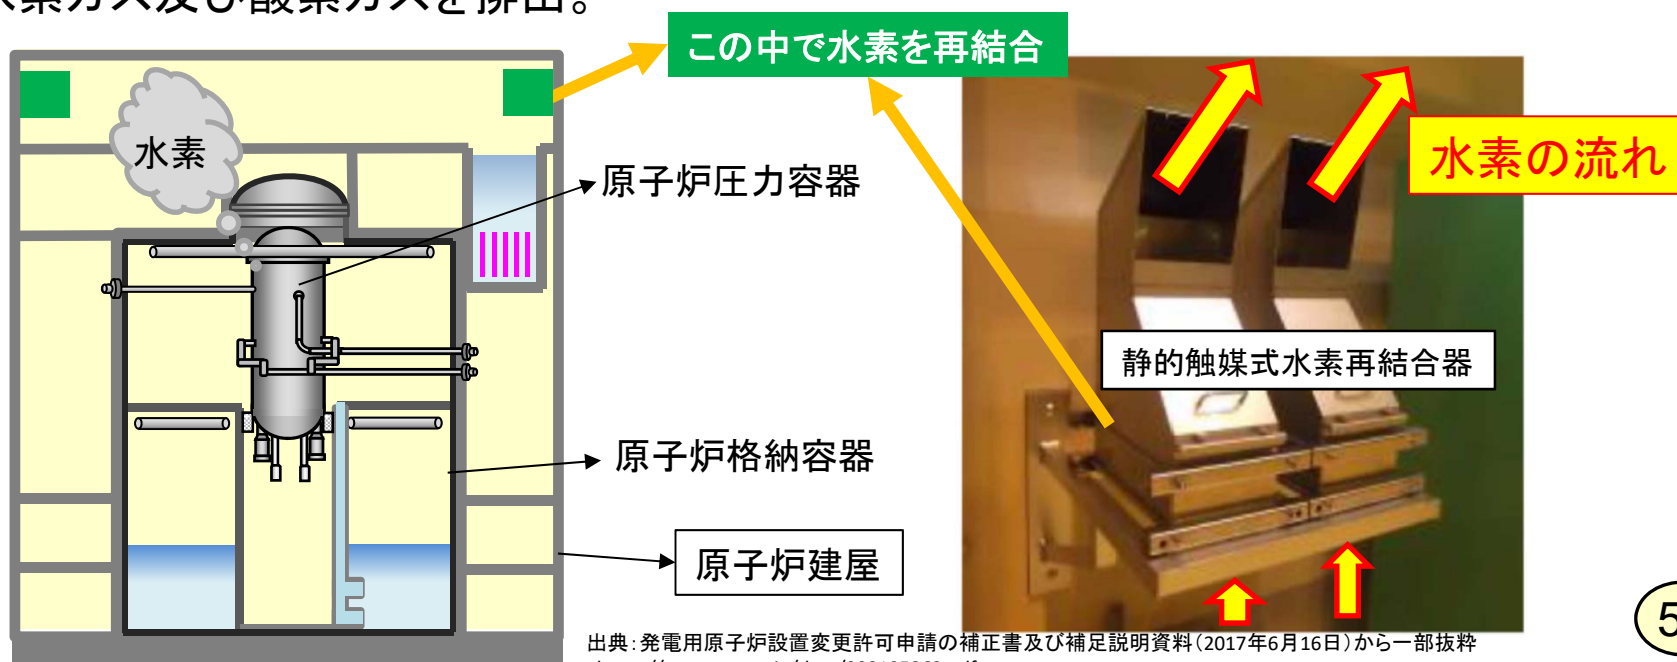 素ガス及び酸素ガスを排出。
この中で水素を再結合
水素
水素の流れ
原子炉圧力容器
静的触媒式水素再結合器
原子炉格納容器
原子炉建屋
5
出典：発電用原子炉設置変更許可申請の補正書及び補足説明資料（2017年6月16日）から一部抜粋